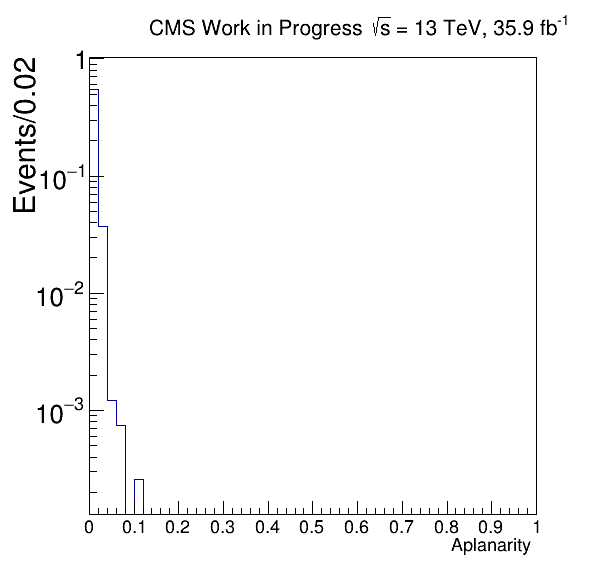 CMS Work in Progress √s = 13 TeV, 35.9 fb⁻¹
Events/0.02
1
10⁻¹
10⁻²
10⁻³
0 0.1 0.2 0.3 0.4 0.5 0.6 0.7 0.8 0.9 1
Aplanarity